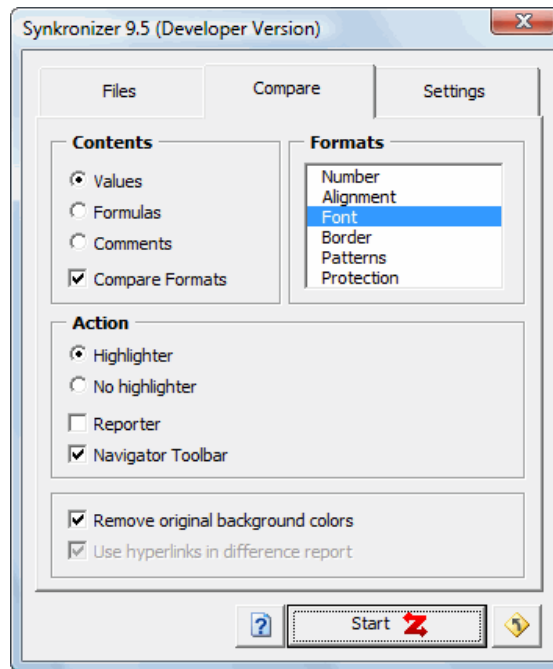 Synkronizer 9.5 (Developer Version)
Files
Compare
Settings
Contents
Values
Formulas
Comments
Compare Formats
Formats
Number
Alignment
Font
Border
Patterns
Protection
Action
Highlighter
No highlighter
Reporter
Navigator Toolbar
Remove original background colors
Use hyperlinks in difference report
Start